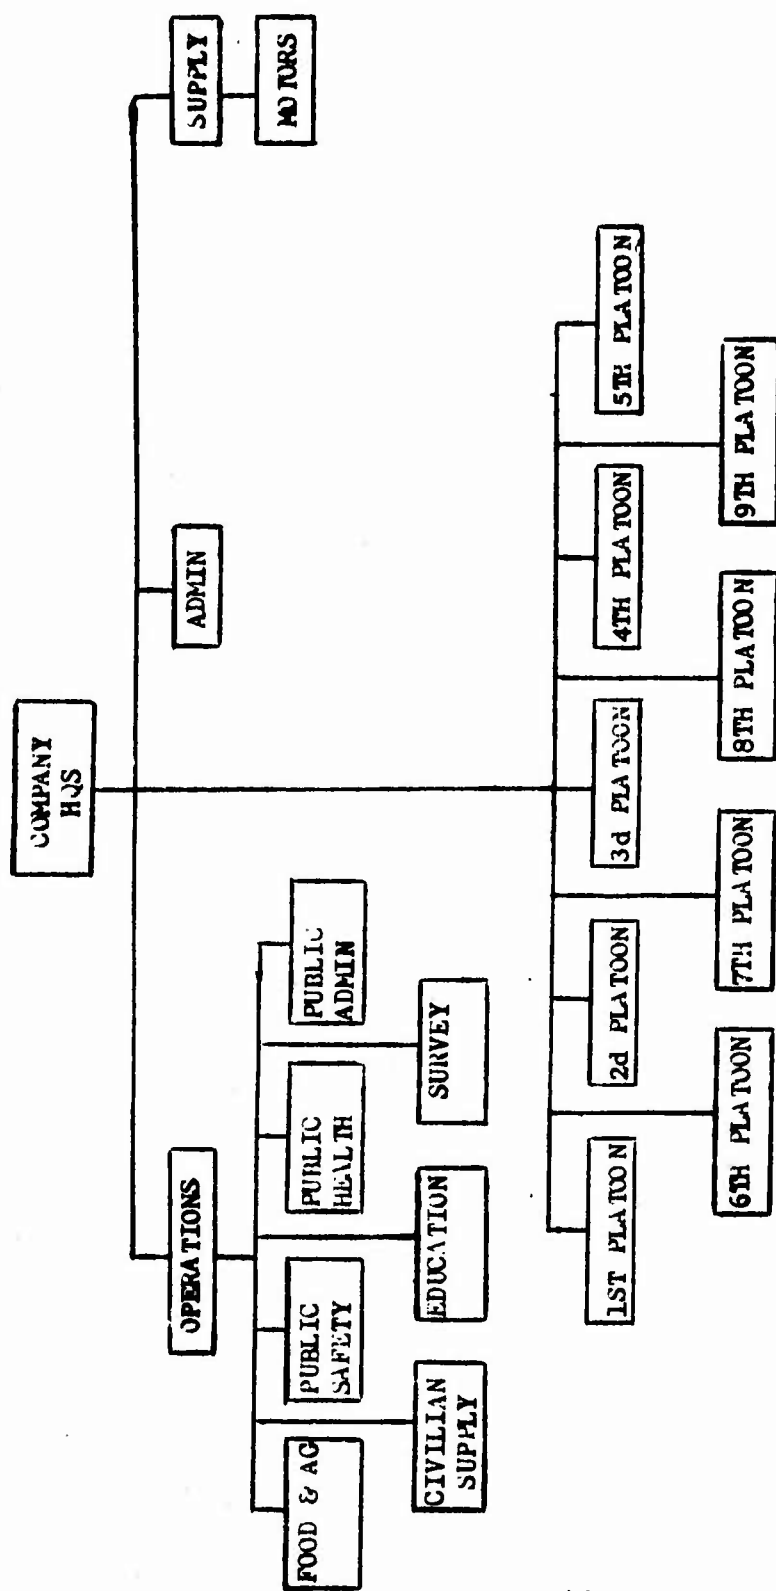 COMPANY
HQS
OPERATIONS
ADMIN
SUPPLY
MOTORS
FOOD & AG
PUBLIC
SAFETY
PUBLIC
HEALTH
PUBLIC
ADMIN
CIVILIAN
SUPPLY
EDUCATION
SURVEY
1ST PLATOON
2d PLATOON
3d PLATOON
4TH PLATOON
5TH PLATOON
6TH PLATOON
7TH PLATOON
8TH PLATOON
9TH PLATOON